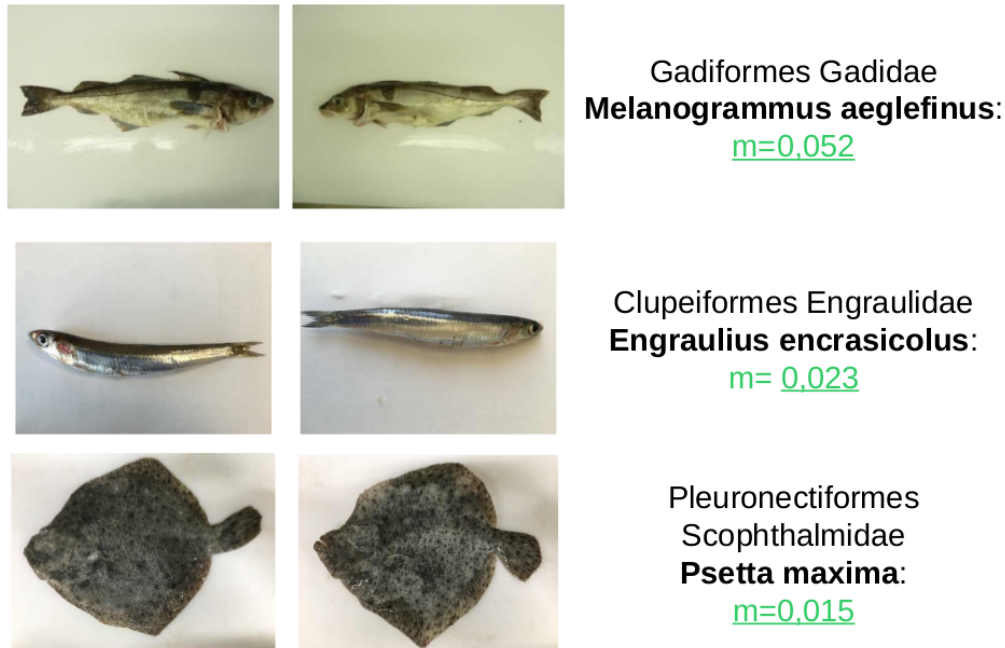 Gadiformes Gadidae
Melanogrammus aeglefinus:
m=0,052
Clupeiformes Engraulidae
Engraulius encrasicolus:
m= 0,023
Pleuronectiformes
Scophthalmidae
Psetta maxima:
m=0,015